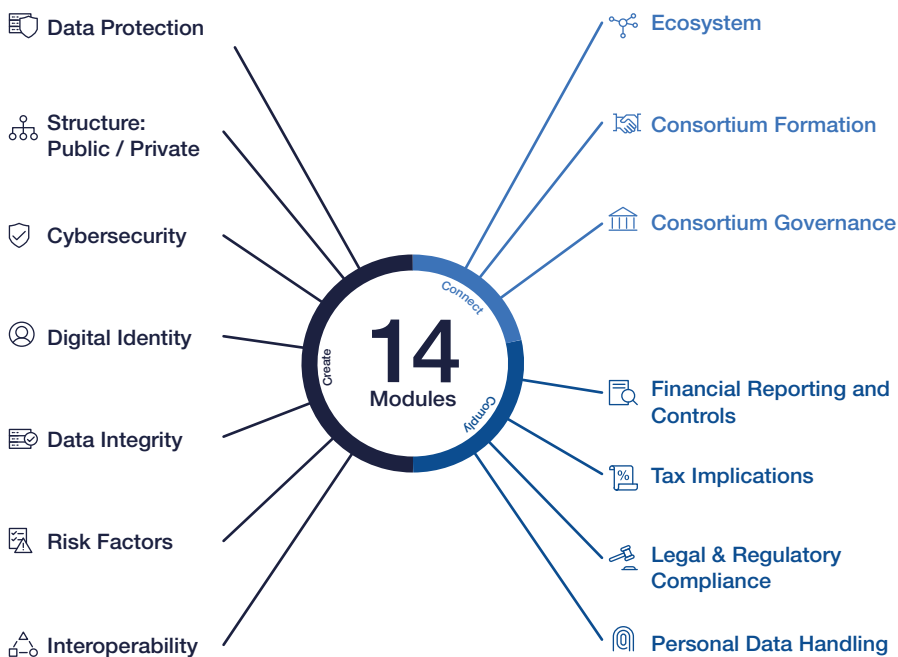 Data Protection
Structure:
Public / Private
Cybersecurity
Digital Identity
Data Integrity
Risk Factors
Interoperability
Create
14
Modules
Connect
Comply
Ecosystem
Consortium Formation
Consortium Governance
Financial Reporting and
Controls
%
Tax Implications
Legal & Regulatory
Compliance
Personal Data Handling